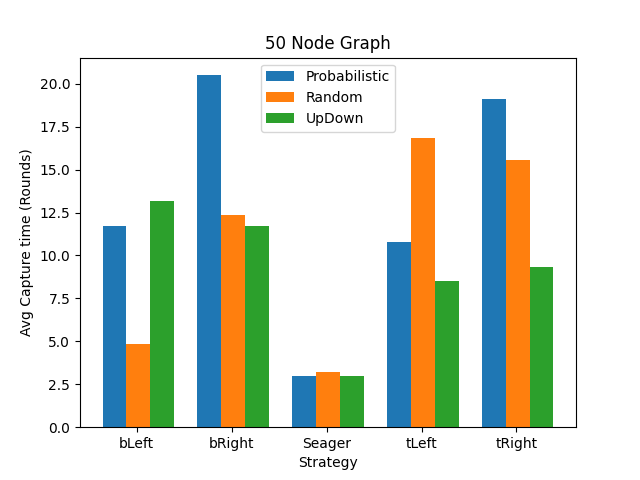 50 Node Graph
Probabilistic
Random
UpDown
Avg Capture time (Rounds)
20.0
17.5
15.0
12.5
10.0
7.5
5.0
2.5
0.0
bLeft bRight Seager tLeft tRight
Strategy